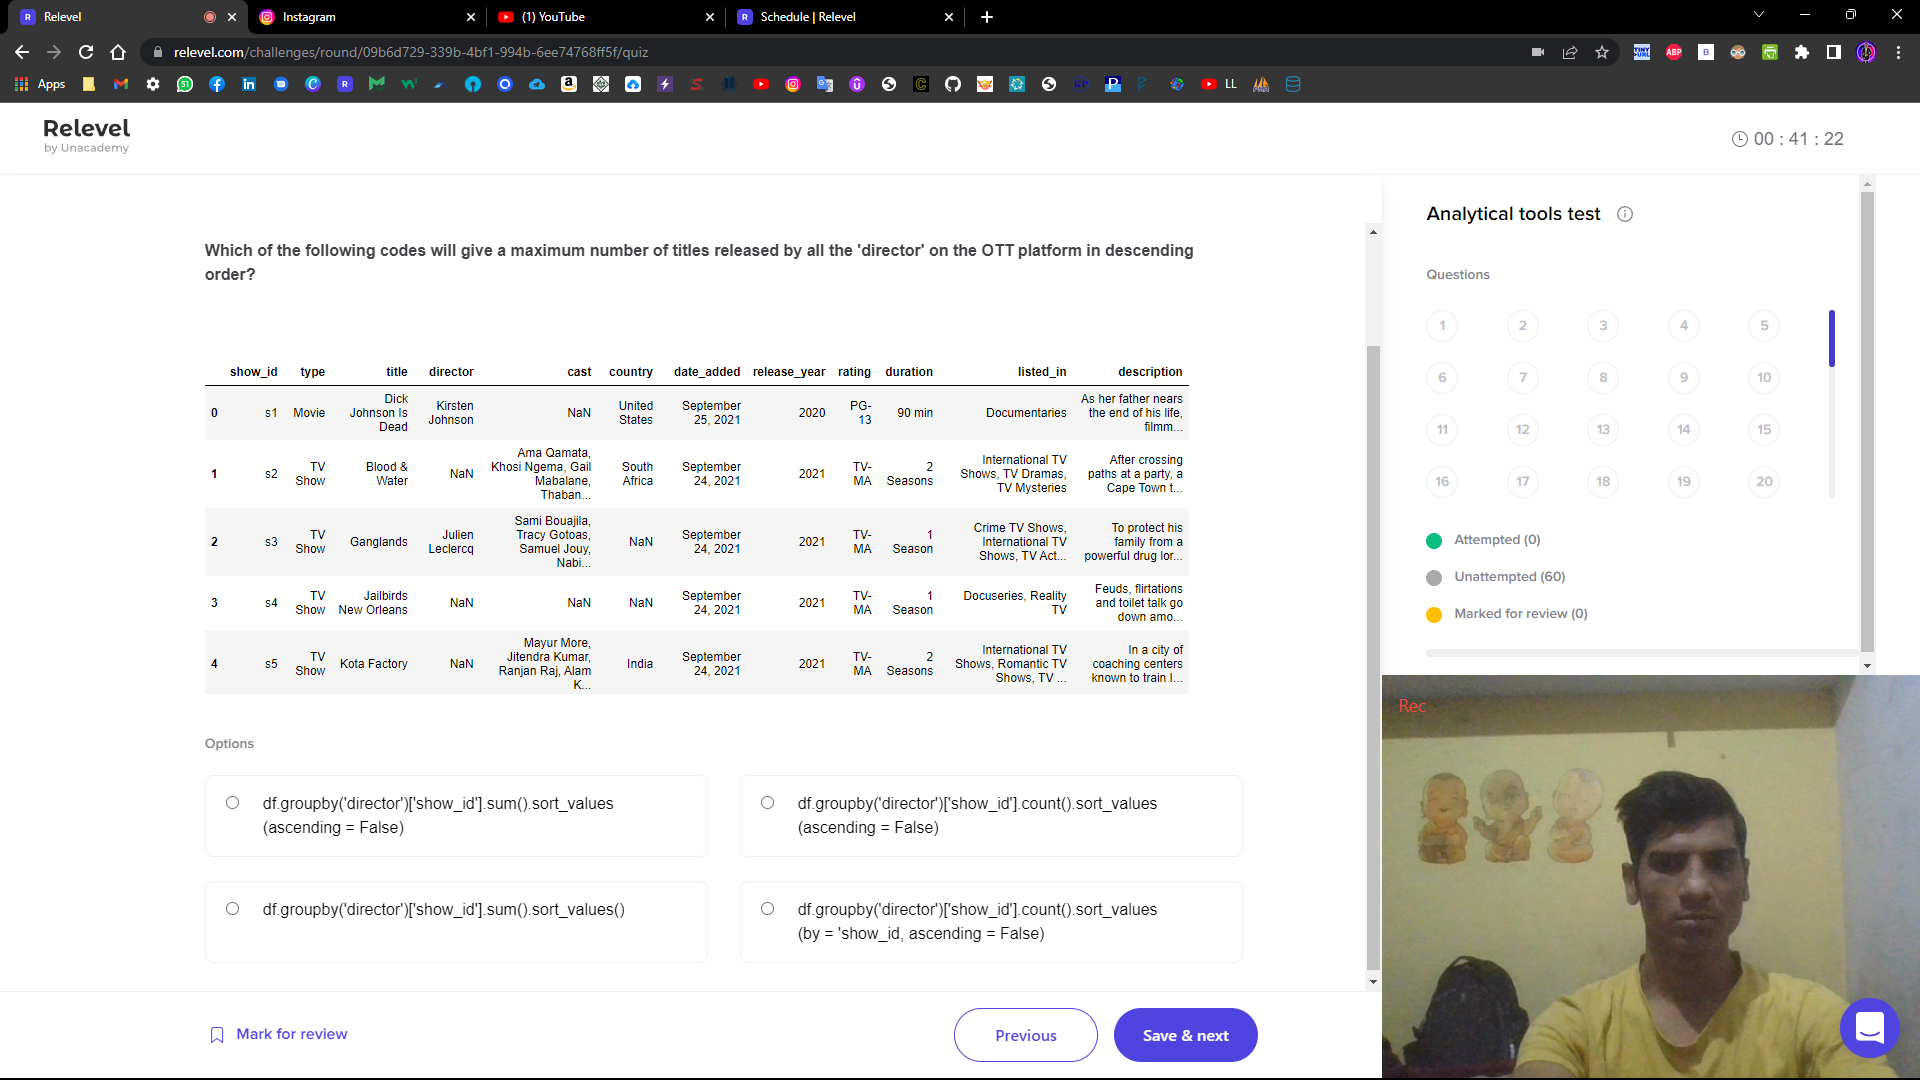 Relevel
Instagram
(1) YouTube
Schedule | Relevel
relevel.com/challenges/round/09b6d729-339b-4bf1-994b-6ee74768ff5f/quiz
Apps
LL
Relevel
by Unacademy
00 : 41 : 22
Which of the following codes will give a maximum number of titles released by all the 'director' on the OTT platform in descending
order?
show_id type title director cast country date_added release_year rating duration listed_in description
0 s1 Movie Dick Johnson Is Dead Kirsten Johnson NaN United States September 25, 2021 2020 PG-13 90 min Documentaries As her father nears the end of his life, filmm...
1 s2 TV Show Blood & Water NaN Ama Qamata, Khosi Ngema, Gail Mabalane, Thaban... South Africa September 24, 2021 2021 TV-MA 2 Seasons International TV Shows, TV Dramas, TV Mysteries After crossing paths at a party, a Cape Town t...
2 s3 TV Show Ganglands Julien Leclercq Sami Bouajila, Tracy Gotoas, Samuel Jouy, Nabi... NaN September 24, 2021 2021 TV-MA 1 Season Crime TV Shows, International TV Shows, TV Act... To protect his family from a powerful drug lor...
3 s4 TV Show Jailbirds New Orleans NaN NaN NaN September 24, 2021 2021 TV-MA 1 Season Docuseries, Reality TV Feuds, flirtations and toilet talk go down amo...
4 s5 TV Show Kota Factory NaN Mayur More, Jitendra Kumar, Ranjan Raj, Alam K... India September 24, 2021 2021 TV-MA 2 Seasons International TV Shows, Romantic TV Shows, TV ... In a city of coaching centers known to train I...
Options
df.groupby('director')['show_id'].sum().sort_values
(ascending = False)
df.groupby('director')['show_id'].count().sort_values
(ascending = False)
df.groupby('director')['show_id'].sum().sort_values()
df.groupby('director')['show_id'].count().sort_values
(by = 'show_id, ascending = False)
Mark for review
Previous
Save & next
Analytical tools test
Questions
1 2 3 4 5
6 7 8 9 10
11 12 13 14 15
16 17 18 19 20
Attempted (0)
Unattempted (60)
Marked for review (0)
Rec